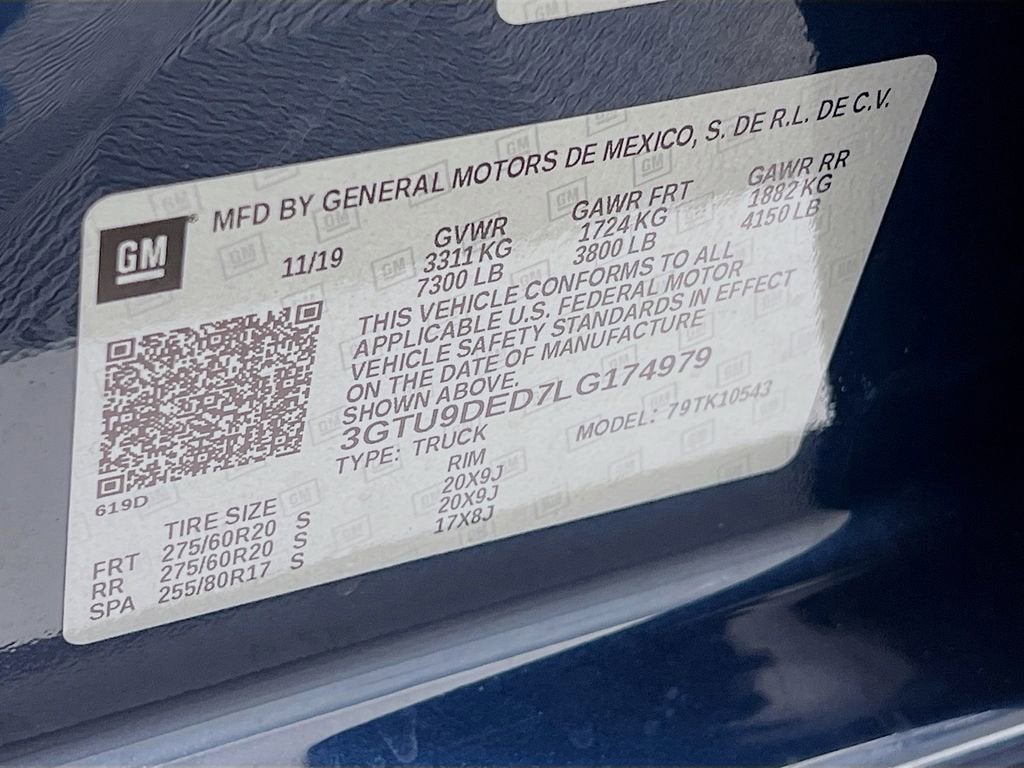 MFD BY GENERAL MOTORS DE MEXICO, S. DE R.L. DE C.V.
GM
11/19 GVWR GAWR FRT GAWR RR
3311 KG 1724 KG 1882 KG
7300 LB 3800 LB 4150 LB
THIS VEHICLE CONFORMS TO ALL
APPLICABLE U.S. FEDERAL MOTOR
VEHICLE SAFETY STANDARDS IN EFFECT
ON THE DATE OF MANUFACTURE
SHOWN ABOVE.
3GTU9DED7LG174979
TYPE: TRUCK MODEL: 79TK10543
619D
TIRE SIZE RIM
FRT 275/60R20 S 20X9J
RR 275/60R20 S 20X9J
SPA 255/80R17 S 17X8J